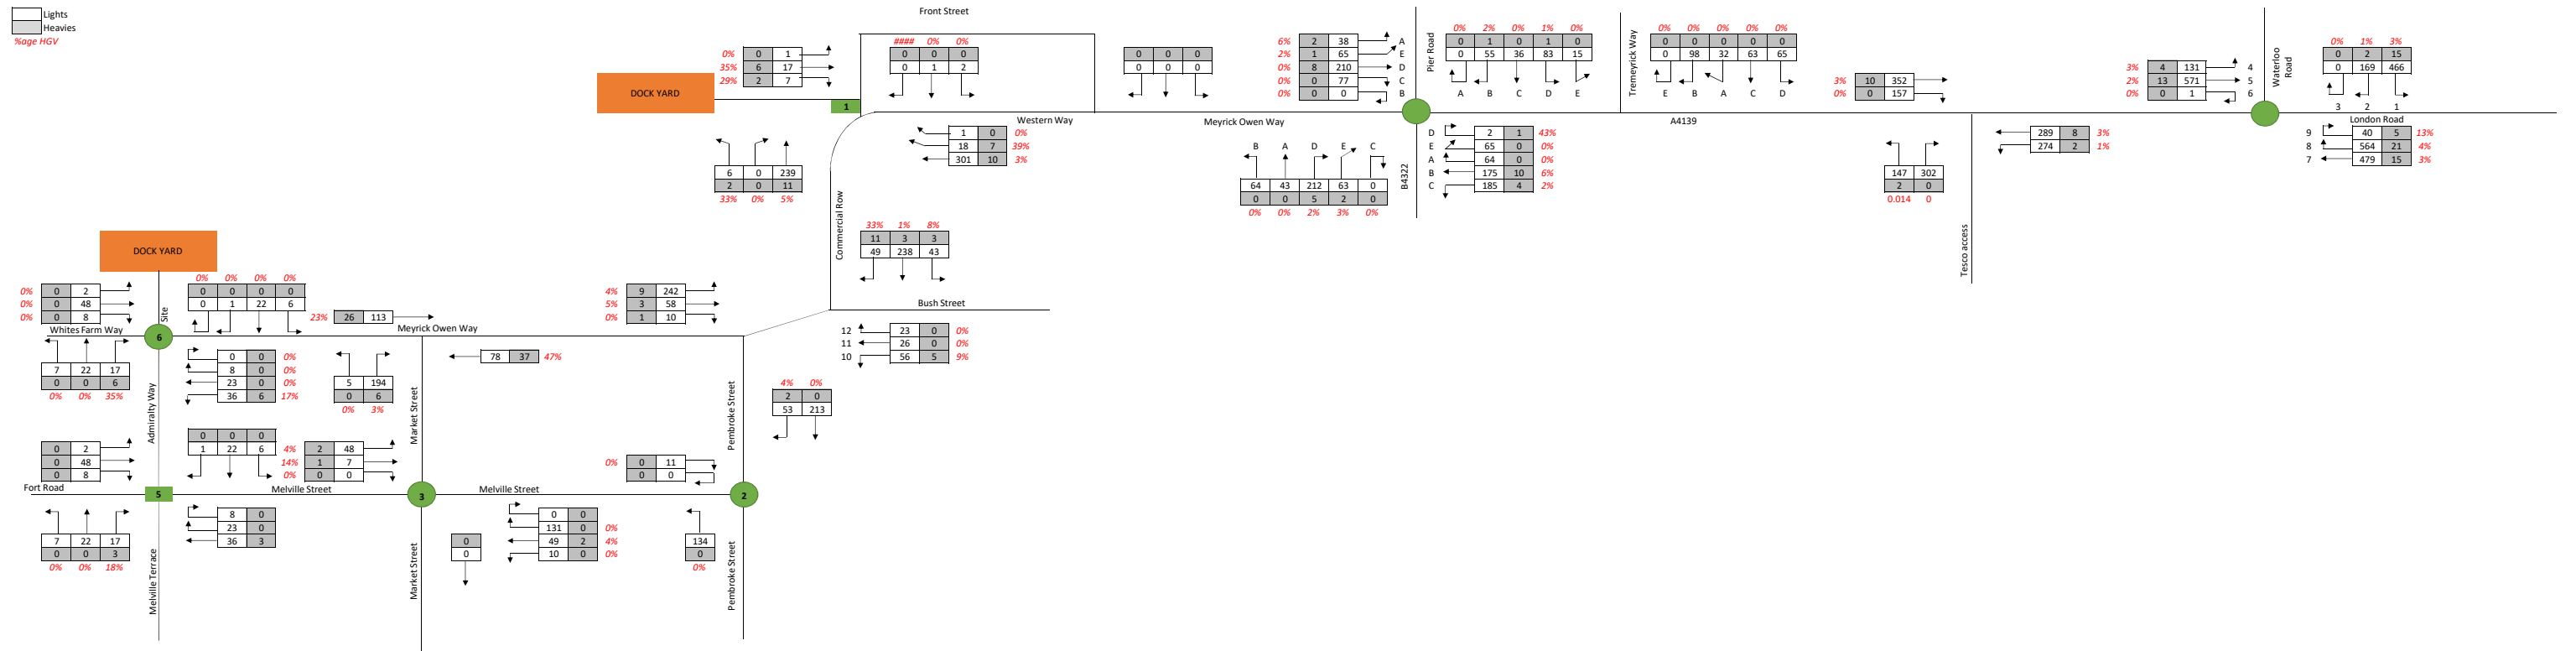 Lights
Heavies
%age HGV
Front Street
DOCK YARD
0% 0 1
35% 6 17
29% 2 7
1
#### 0% 0%
0 0 0
0 1 2
0 0 0
0 0 0
Western Way
1 0 0%
18 7 39%
301 10 3%
Meyrick Owen Way
6% 2 38 A
2% 1 65 E
0% 8 210 D
0% 0 77 C
0% 0 0 B
Pier Road
0% 2% 0% 1% 0%
0 1 0 1 0
0 55 36 83 15
A B C D E
Tremeyrick Way
0% 0% 0% 0% 0%
0 0 0 0 0
0 98 32 63 65
E B A C D
3% 10 352
0% 0 157
3% 4 131 4
2% 13 571 5
0% 0 1 6
Waterloo
Road
0% 1% 3%
0 2 15
0 169 466
3 2 1
A4139
London Road
6 0 239
2 0 11
33% 0% 5%
Commercial Row
B A D E C
64 43 212 63 0
0 0 5 2 0
0% 0% 2% 3% 0%
B4322
D 2 1 43%
E 65 0 0%
A 64 0 0%
B 175 10 6%
C 185 4 2%
147 302
2 0
0.014 0
Tesco access
289 8 3%
274 2 1%
9 40 5 13%
8 564 21 4%
7 479 15 3%
33% 1% 8%
11 3 3
49 238 43
Bush Street
12 23 0 0%
11 26 0 0%
10 56 5 9%
DOCK YARD
Site
0% 0 2
0% 0 48
0% 0 8
Whites Farm Way
6
0% 0% 0% 0%
0 0 0 0
0 1 22 6
23% 26 113
Meyrick Owen Way
4% 9 242
5% 3 58
0% 1 10
7 22 17
0 0 6
0% 0% 35%
Admiralty Way
0 0 0%
8 0 0%
23 0 0%
36 6 17%
5 194
0 6
0% 3%
Market Street
78 37 47%
Pembroke Street
4% 0%
2 0
53 213
0 2
0 48
0 8
Fort Road
5
0 0 0
1 22 6
4% 2 48
14% 1 7
0% 0 0
Melville Street
3
Melville Street
0% 0 11
0 0
2
7 22 17
0 0 3
0% 0% 18%
Melville Terrace
8 0
23 0
36 3
Market Street
0
0
0 0
131 0 0%
49 2 4%
10 0 0%
134
0
0%
Pembroke Street